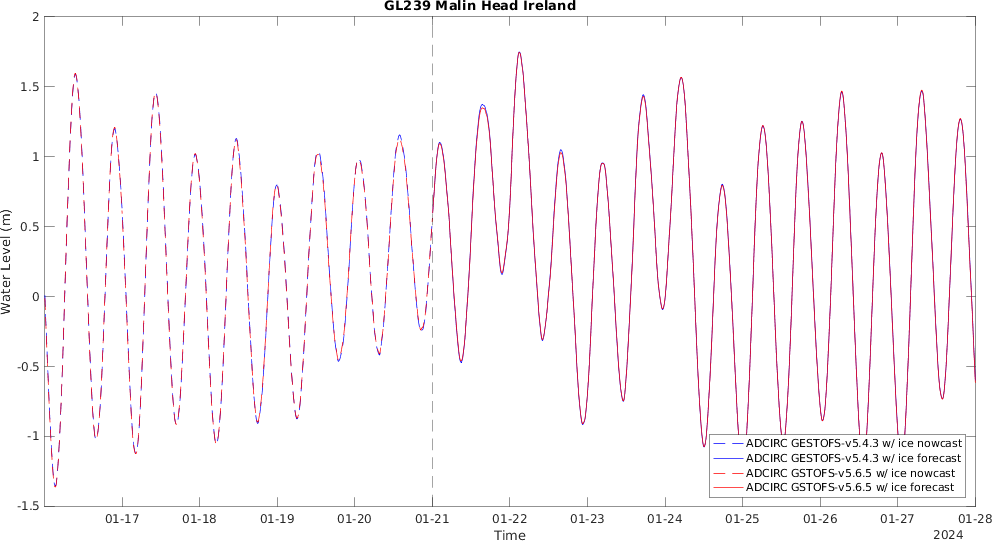 GL239 Malin Head Ireland
Water Level (m)
2
1.5
1
0.5
0
-0.5
-1
-1.5
ADCIRC GESTOFS-v5.4.3 w/ ice nowcast
ADCIRC GESTOFS-v5.4.3 w/ ice forecast
ADCIRC GSTOFS-v5.6.5 w/ ice nowcast
ADCIRC GSTOFS-v5.6.5 w/ ice forecast
01-17 01-18 01-19 01-20 01-21 01-22 01-23 01-24 01-25 01-26 01-27 01-28
Time
2024